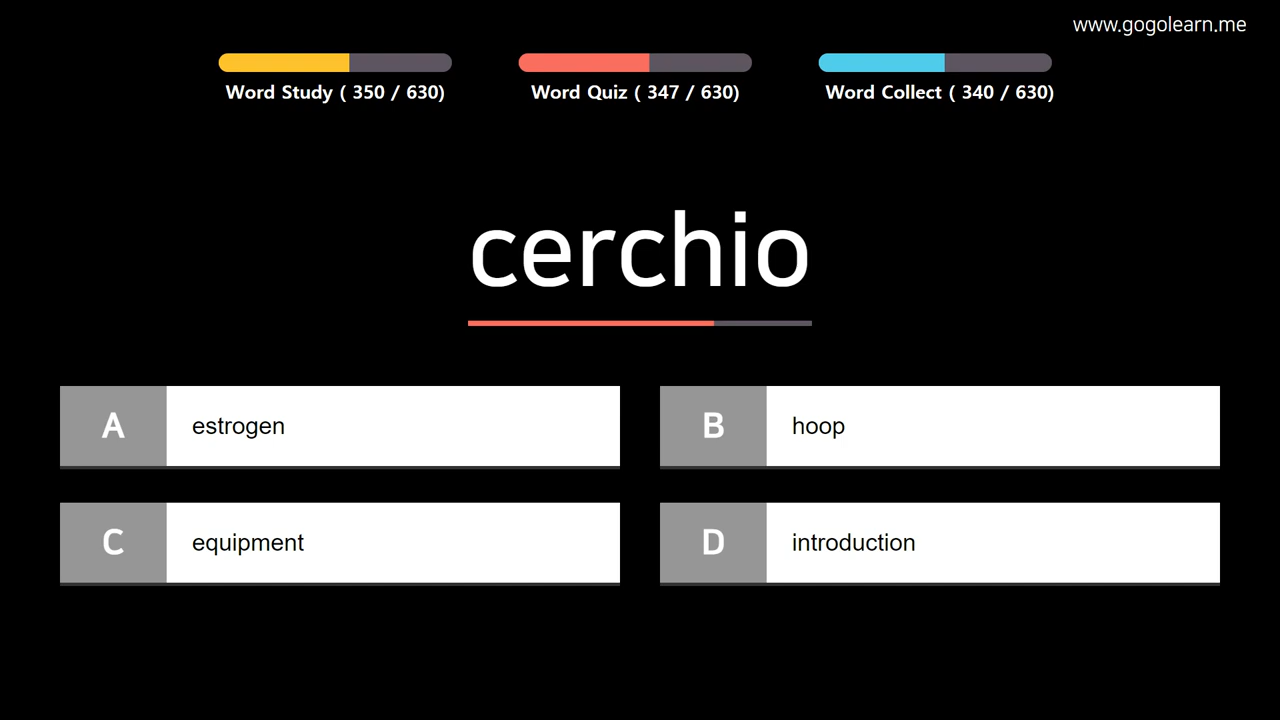 www.gogolearn.me
Word Study ( 350 / 630)
Word Quiz ( 347 / 630)
Word Collect ( 340 / 630)
cerchio
A estrogen
B hoop
C equipment
D introduction